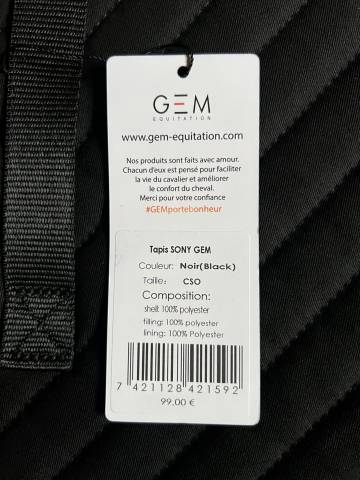 GEM
EQUITATION
www.gem-equitation.com
Nos produits sont faits avec amour.
Chacun d'eux est pensé pour faciliter
la vie du cavalier et améliorer
le confort du cheval.
Merci pour votre confiance
#GEMportebonheur
Tapis SONY GEM
Couleur: Noir(Black)
Taille: CSO
Composition:
shell: 100% polyester
filling: 100% polyester
lining: 100% Polyester
7 421128 421592
99,00 €